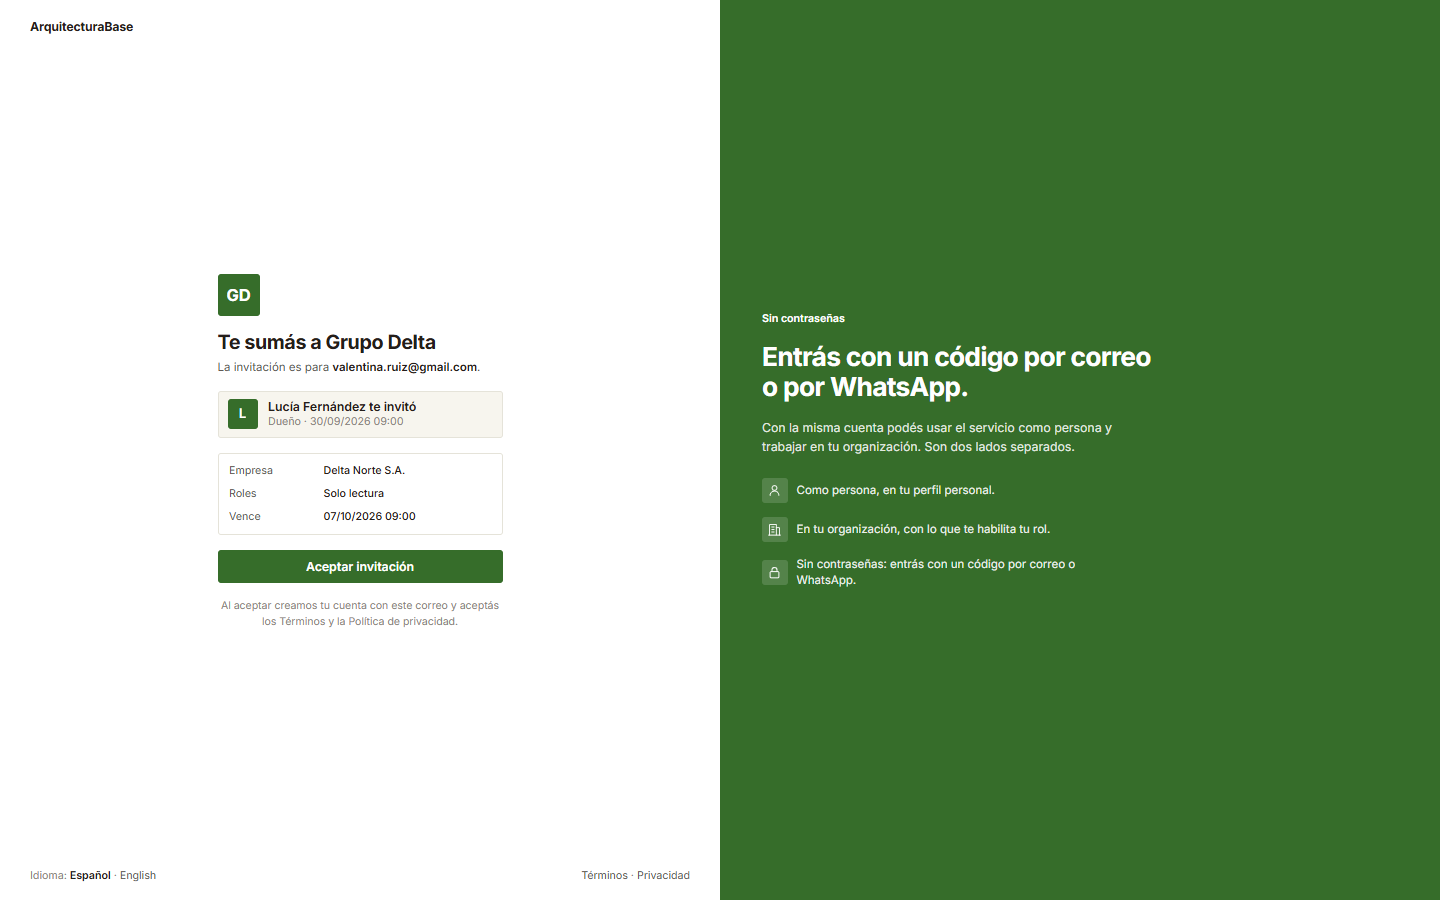 ArquitecturaBase
GD
Te sumás a Grupo Delta
La invitación es para valentina.ruiz@gmail.com.
L
Lucía Fernández te invitó
Dueño · 30/09/2026 09:00
Empresa Delta Norte S.A.
Roles Solo lectura
Vence 07/10/2026 09:00
Aceptar invitación
Al aceptar creamos tu cuenta con este correo y aceptás
los Términos y la Política de privacidad.
Idioma: Español · English
Términos · Privacidad
Sin contraseñas
Entrás con un código por correo
o por WhatsApp.
Con la misma cuenta podés usar el servicio como persona y
trabajar en tu organización. Son dos lados separados.
Como persona, en tu perfil personal.
En tu organización, con lo que te habilita tu rol.
Sin contraseñas: entrás con un código por correo o
WhatsApp.